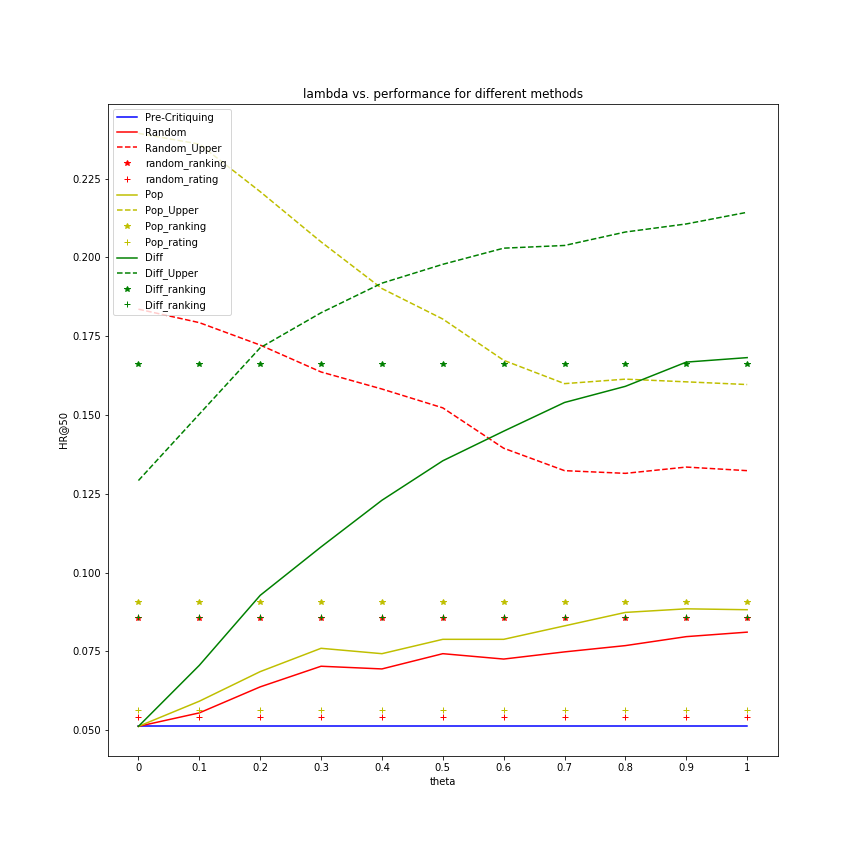 lambda vs. performance for different methods
Pre-Critiquing
Random
Random_Upper
random_ranking
random_rating
Pop
Pop_Upper
Pop_ranking
Pop_rating
Diff
Diff_Upper
Diff_ranking
Diff_ranking
0.225
0.200
0.175
0.150
0.125
0.100
0.075
0.050
HR@50
0 0.1 0.2 0.3 0.4 0.5 0.6 0.7 0.8 0.9 1
theta